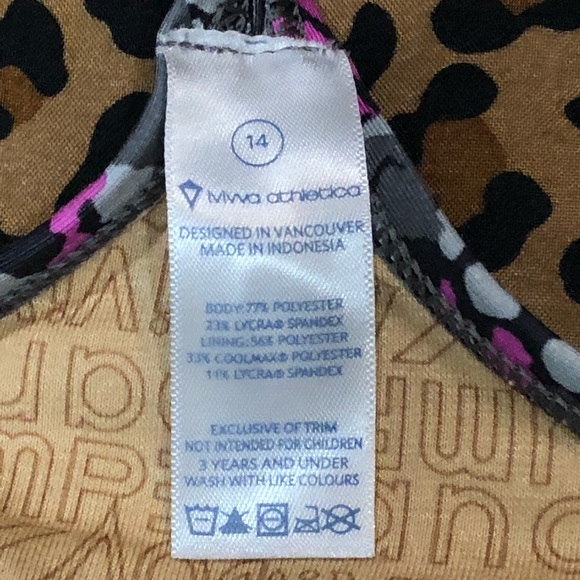 14
ivivva athletica
DESIGNED IN VANCOUVER
MADE IN INDONESIA
BODY: 77% POLYESTER
23% LYCRA® SPANDEX
LINING: 56% POLYESTER
33% COOLMAX® POLYESTER
11% LYCRA® SPANDEX
EXCLUSIVE OF TRIM
NOT INTENDED FOR CHILDREN
3 YEARS AND UNDER
WASH WITH LIKE COLOURS